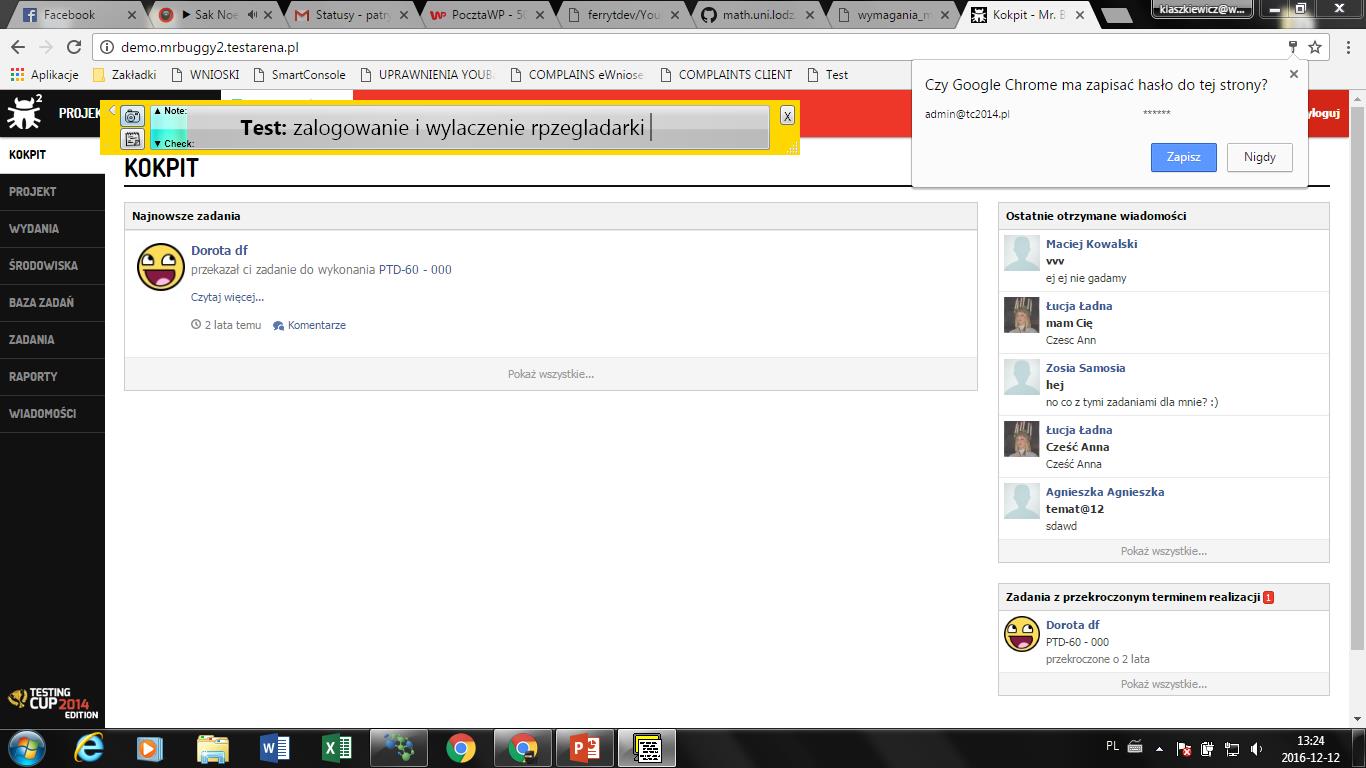 Facebook
Sak Noe
Statusy - patry
PocztaWP - 50
ferrytdev/You
math.uni.lodz.
wymagania_m
Kokpit - Mr. B
klaszkiewicz@w...
demo.mrbuggy2.testarena.pl
Aplikacje
Zakładki
WNIOSKI
SmartConsole
UPRAWNIENIA YOUB
COMPLAINS eWniose
COMPLAINTS CLIENT
Test
Czy Google Chrome ma zapisać hasło do tej strony?
admin@tc2014.pl ******
Zapisz
Nigdy
2
PROJEK
yloguj
▲ Note:
Test: zalogowanie i wylaczenie rpzegladarki
▼ Check:
X
KOKPIT
PROJEKT
WYDANIA
ŚRODOWISKA
BAZA ZADAŃ
ZADANIA
RAPORTY
WIADOMOŚCI
TESTING
CUP 2014
EDITION
KOKPIT
Najnowsze zadania
Dorota df
przekazał ci zadanie do wykonania PTD-60 - 000
Czytaj więcej...
2 lata temu Komentarze
Pokaż wszystkie...
Ostatnie otrzymane wiadomości
Maciej Kowalski
vvv
ej ej nie gadamy
Łucja Ładna
mam Cię
Czesc Ann
Zosia Samosia
hej
no co z tymi zadaniami dla mnie? :)
Łucja Ładna
Cześć Anna
Cześć Anna
Agnieszka Agnieszka
temat@12
sdawd
Pokaż wszystkie...
Zadania z przekroczonym terminem realizacji 1
Dorota df
PTD-60 - 000
przekroczone o 2 lata
Pokaż wszystkie...
PL
13:24
2016-12-12